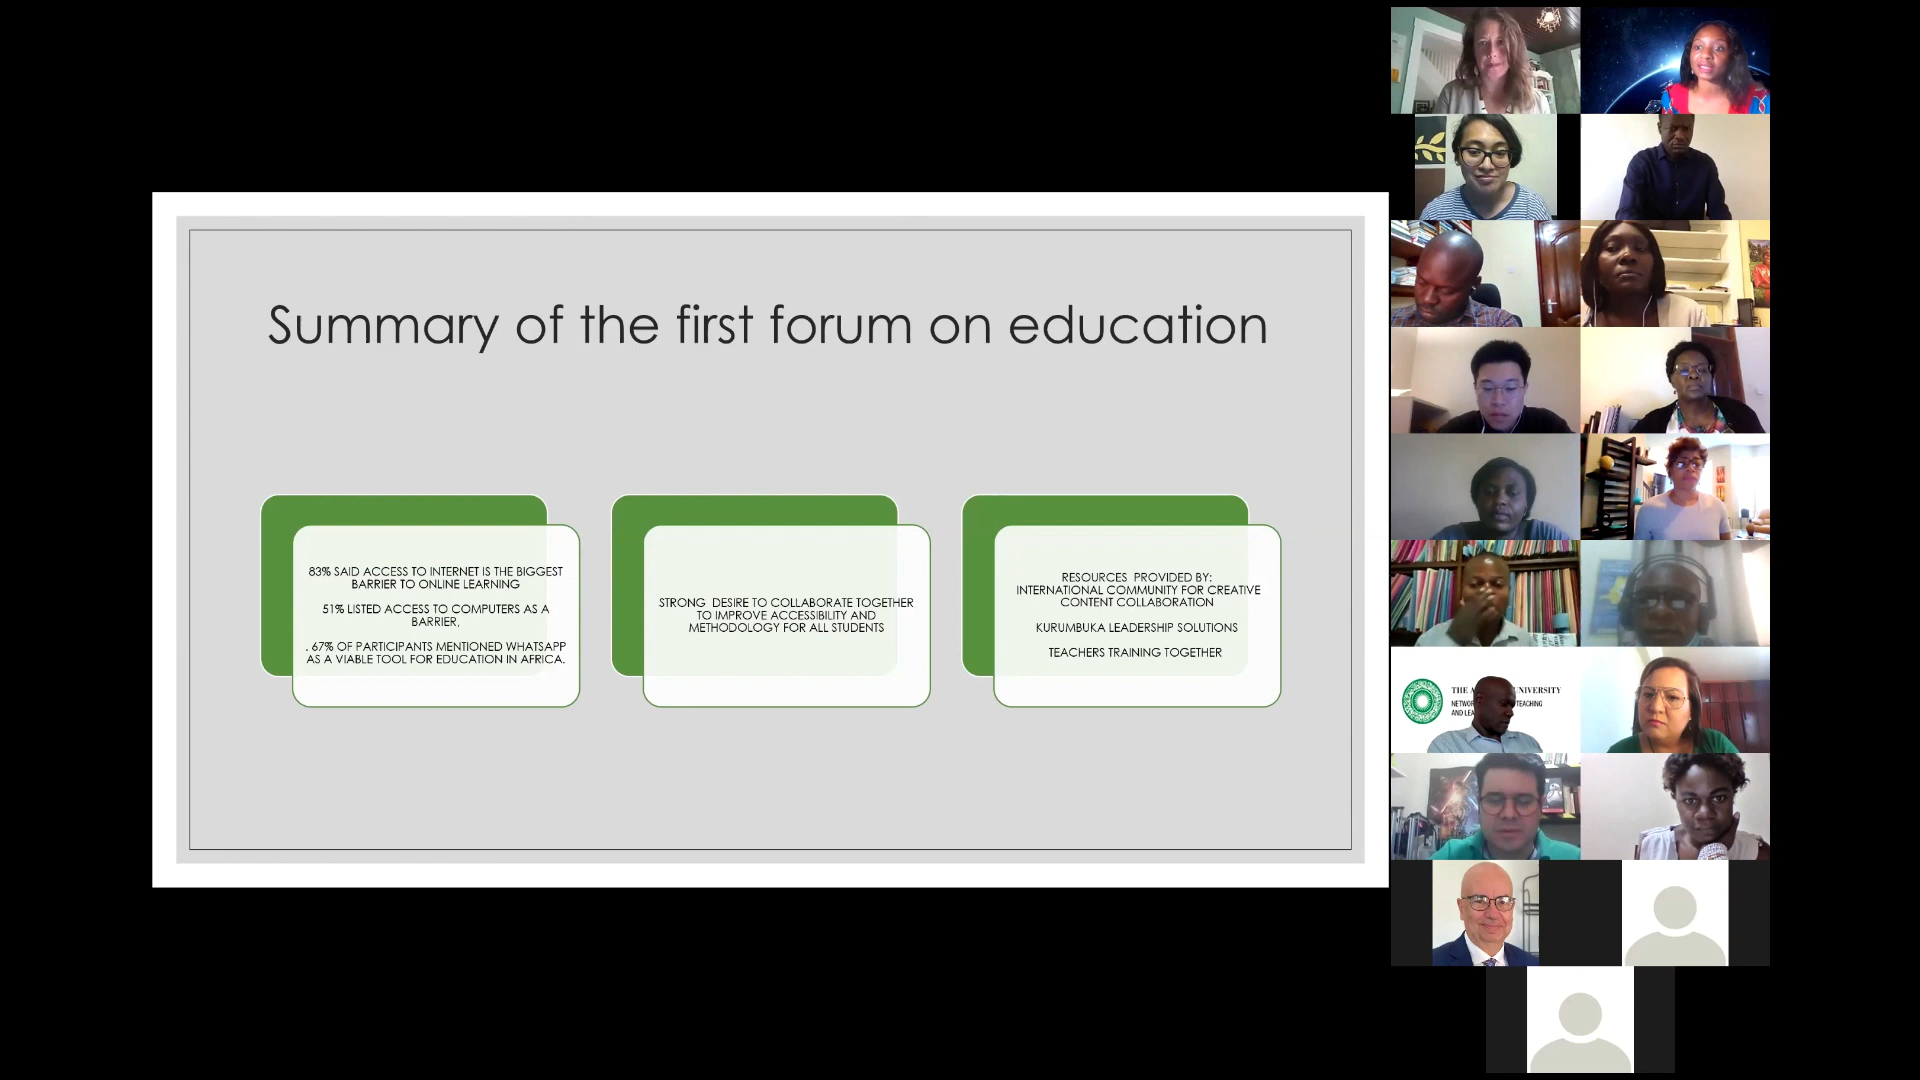 Summary of the first forum on education
83% SAID ACCESS TO INTERNET IS THE BIGGEST
BARRIER TO ONLINE LEARNING
51% LISTED ACCESS TO COMPUTERS AS A
BARRIER,
. 67% OF PARTICIPANTS MENTIONED WHATSAPP
AS A VIABLE TOOL FOR EDUCATION IN AFRICA.
STRONG DESIRE TO COLLABORATE TOGETHER
TO IMPROVE ACCESSIBILITY AND
METHODOLOGY FOR ALL STUDENTS
RESOURCES PROVIDED BY:
INTERNATIONAL COMMUNITY FOR CREATIVE
CONTENT COLLABORATION
KURUMBUKA LEADERSHIP SOLUTIONS
TEACHERS TRAINING TOGETHER
THE UNIVERSITY
TEACHING
AND